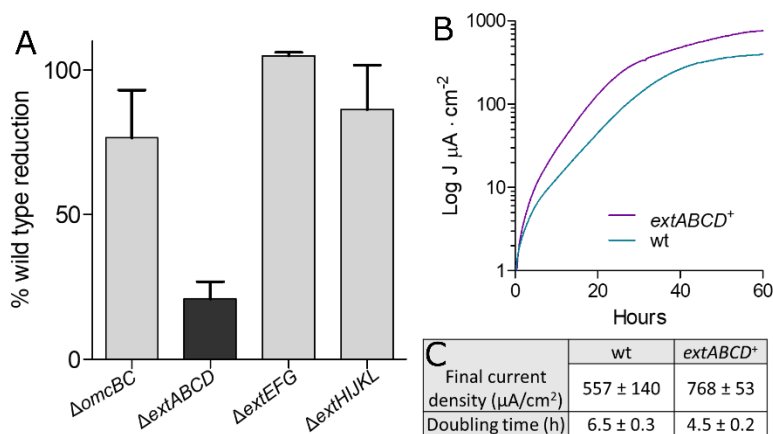 A
% wild type reduction
100
50
0
ΔomcBC
ΔextABCD
ΔextEFG
ΔextHIJKL
B
Log J µA · cm-2
1000
100
10
1
extABCD+
wt
0 20 40 60
Hours
C
wt extABCD+
Final current density (µA/cm2) 557 ± 140 768 ± 53
Doubling time (h) 6.5 ± 0.3 4.5 ± 0.2